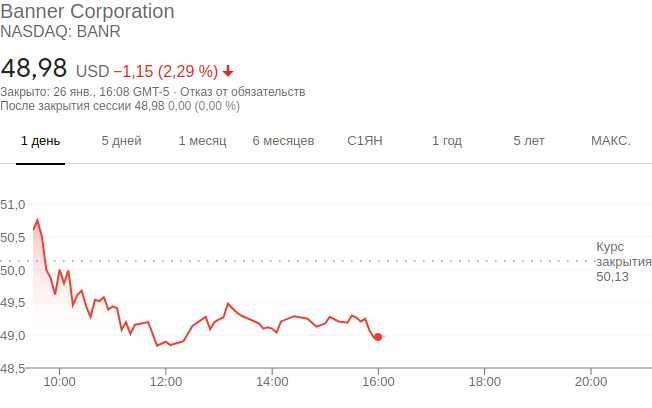 Banner Corporation
NASDAQ: BANR
48,98 USD −1,15 (2,29 %)
Закрыто: 26 янв., 16:08 GMT-5 · Отказ от обязательств
После закрытия сессии 48,98 0,00 (0,00 %)
1 день 5 дней 1 месяц 6 месяцев С1ЯН 1 год 5 лет МАКС.
51,0
50,5
50,0
49,5
49,0
48,5
Курс
закрытия
50,13
10:00 12:00 14:00 16:00 18:00 20:00